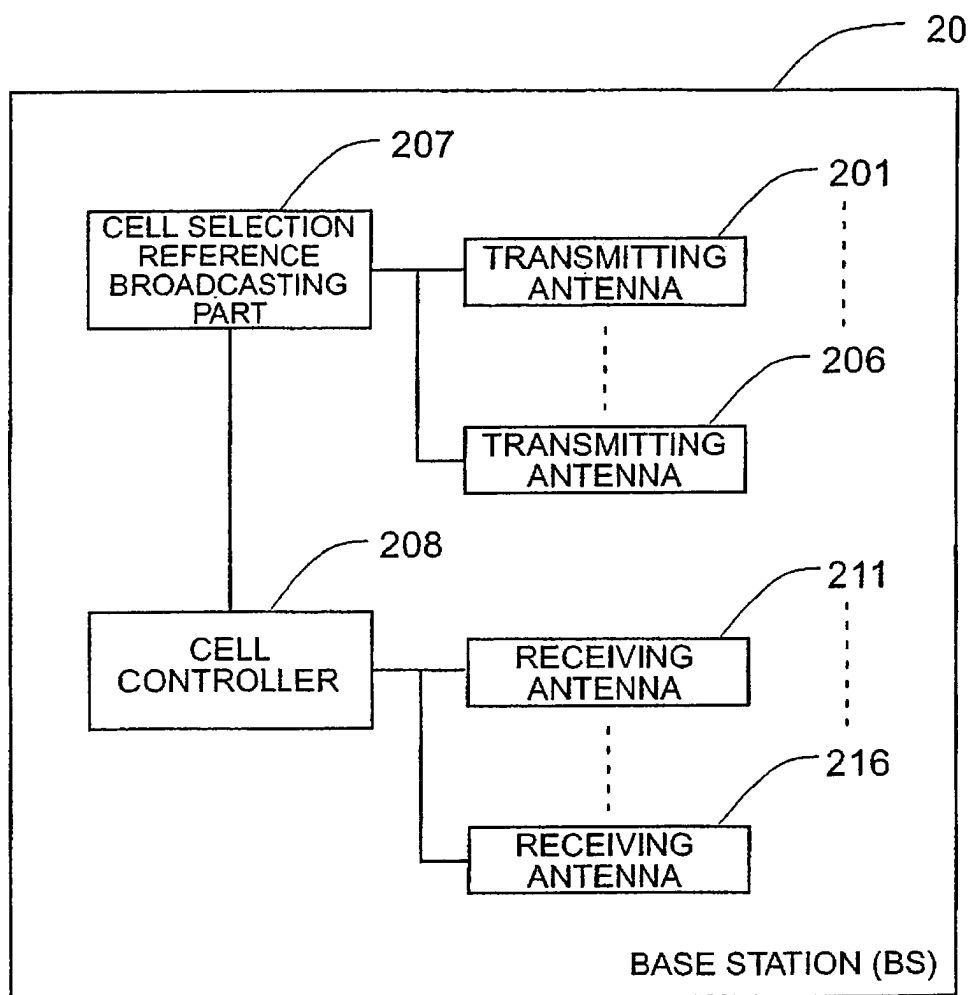 20
207
CELL SELECTION
REFERENCE
BROADCASTING
PART
201
TRANSMITTING
ANTENNA
206
TRANSMITTING
ANTENNA
208
CELL
CONTROLLER
211
RECEIVING
ANTENNA
216
RECEIVING
ANTENNA
BASE STATION (BS)